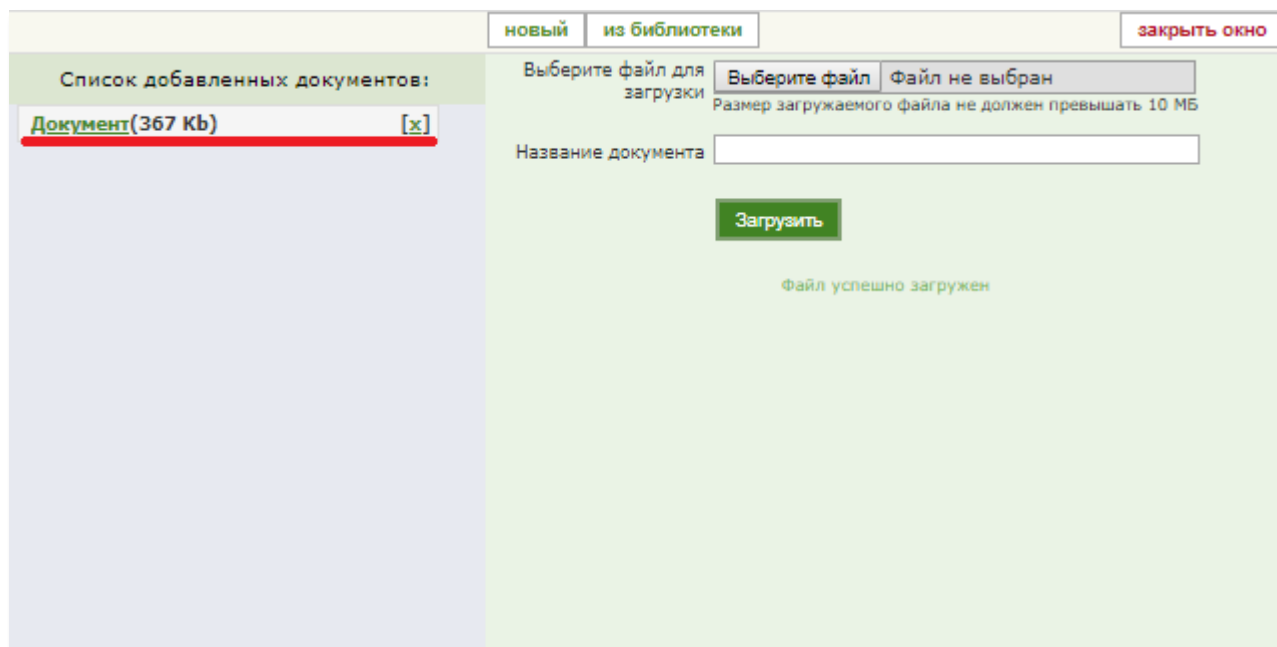 новый
из библиотеки
закрыть окно
Список добавленных документов:
Документ(367 Kb) [x]
Выберите файл для
загрузки
Выберите файл Файл не выбран
Размер загружаемого файла не должен превышать 10 МБ
Название документа
Загрузить
Файл успешно загружен